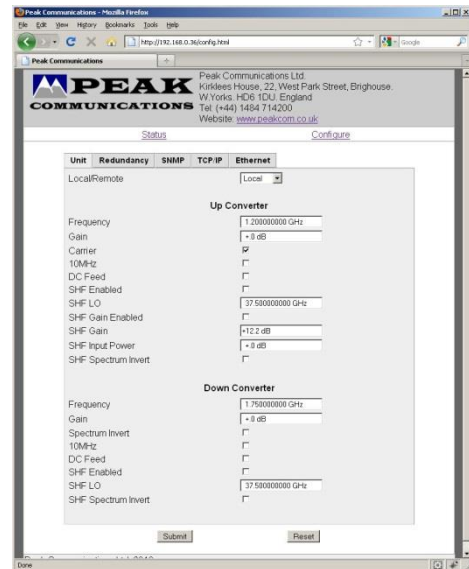 Peak Communications - Mozilla Firefox
File Edit View History Bookmarks Tools Help
http://192.168.0.36/config.html
Google
Peak Communications
PEAK
COMMUNICATIONS
Peak Communications Ltd.
Kirklees House, 22, West Park Street, Brighouse.
W.Yorks. HD6 1DU. England
Tel: (+44) 1484 714200
Website: www.peakcom.co.uk
Status Configure
Unit Redundancy SNMP TCP/IP Ethernet
Local/Remote Local
Up Converter
Frequency 1.200000000 GHz
Gain +.0 dB
Carrier
10MHz
DC Feed
SHF Enabled
SHF LO 37.500000000 GHz
SHF Gain Enabled
SHF Gain +12.2 dB
SHF Input Power +.0 dB
SHF Spectrum Invert
Down Converter
Frequency 1.750000000 GHz
Gain +.0 dB
Spectrum Invert
10MHz
DC Feed
SHF Enabled
SHF LO 37.500000000 GHz
SHF Spectrum Invert
Submit Reset
Done